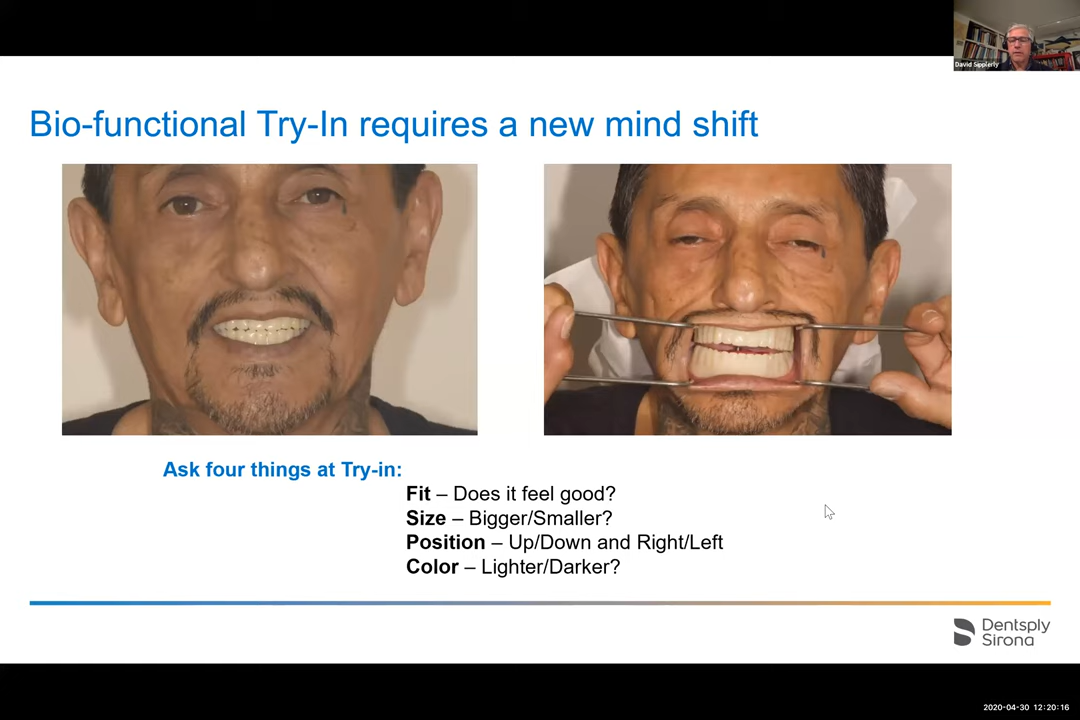 David Sipplerly
Bio-functional Try-In requires a new mind shift
Ask four things at Try-in:
Fit – Does it feel good?
Size – Bigger/Smaller?
Position – Up/Down and Right/Left
Color – Lighter/Darker?
Dentsply
Sirona
2020-04-30 12:20:16